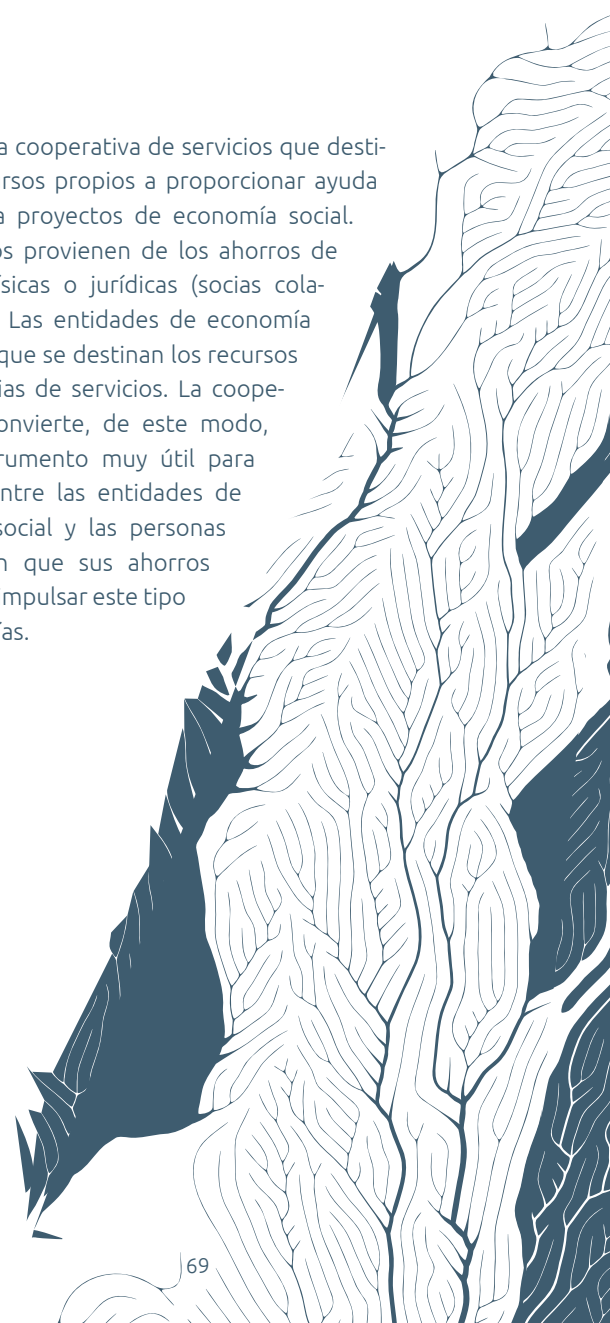 a cooperativa de servicios que desti-
rsos propios a proporcionar ayuda
a proyectos de economía social.
os provienen de los ahorros de
ísicas o jurídicas (socias cola-
Las entidades de economía
que se destinan los recursos
ias de servicios. La coope-
onvierte, de este modo,
rumento muy útil para
ntre las entidades de
social y las personas
n que sus ahorros
impulsar este tipo
ías.
69